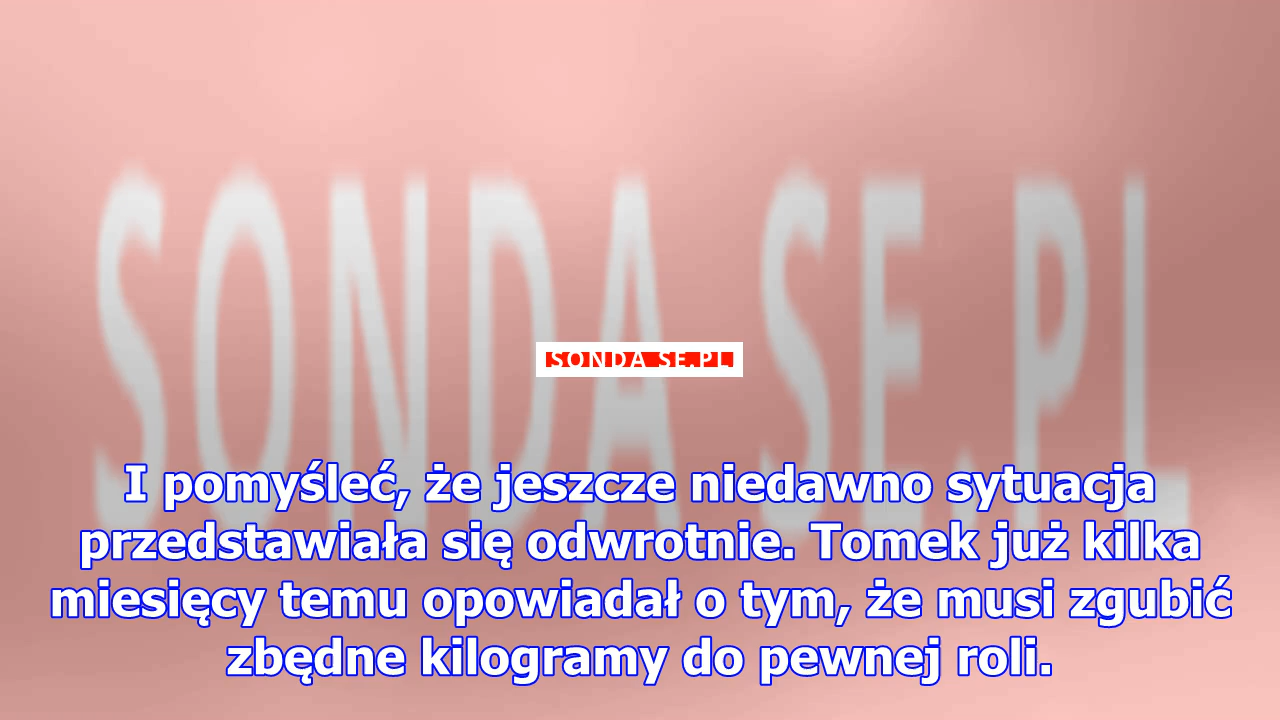 SONDA SE.PL
SONDA SE.PL
I pomyśleć, że jeszcze niedawno sytuacja
przedstawiała się odwrotnie. Tomek już kilka
miesięcy temu opowiadał o tym, że musi zgubić
zbędne kilogramy do pewnej roli.